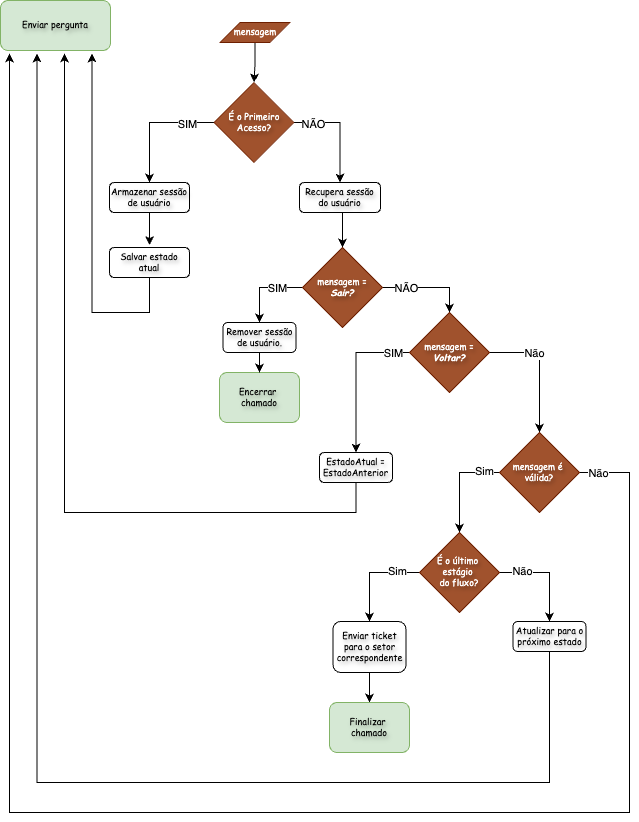 Enviar pergunta
mensagem
É o Primeiro
Acesso?
SIM
NÃO
Armazenar sessão
de usuário
Recupera sessão
do usuário
Salvar estado
atual
mensagem =
Sair?
SIM
NÃO
Remover sessão
de usuário.
mensagem =
Voltar?
SIM
Não
Encerrar
chamado
EstadoAtual =
EstadoAnterior
mensagem é
válida?
Sim
Não
É o último
estágio
do fluxo?
Sim
Não
Enviar ticket
para o setor
correspondente
Atualizar para o
próximo estado
Finalizar
chamado